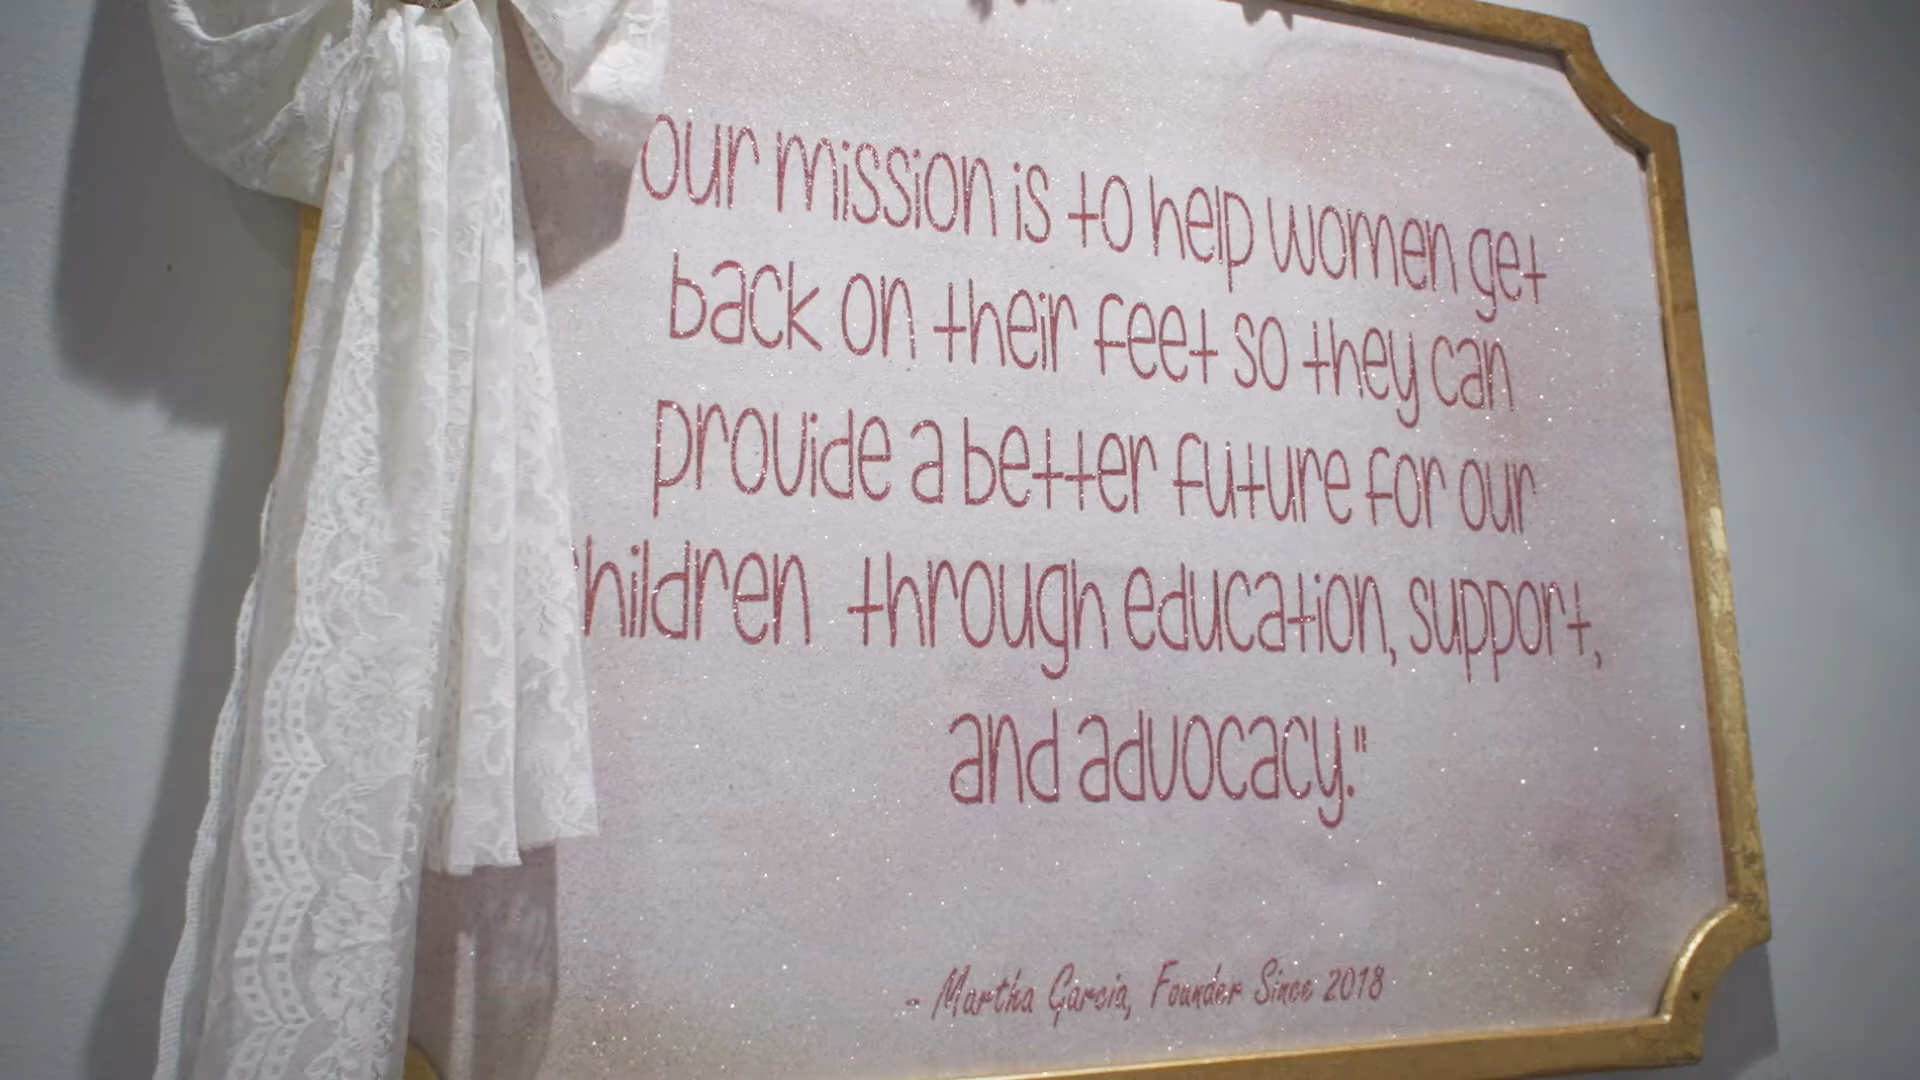 our mission is to help women get
back on their feet so they can
provide a better future for our
children through education, support,
and advocacy."
- Martha Garcia, Founder Since 2018